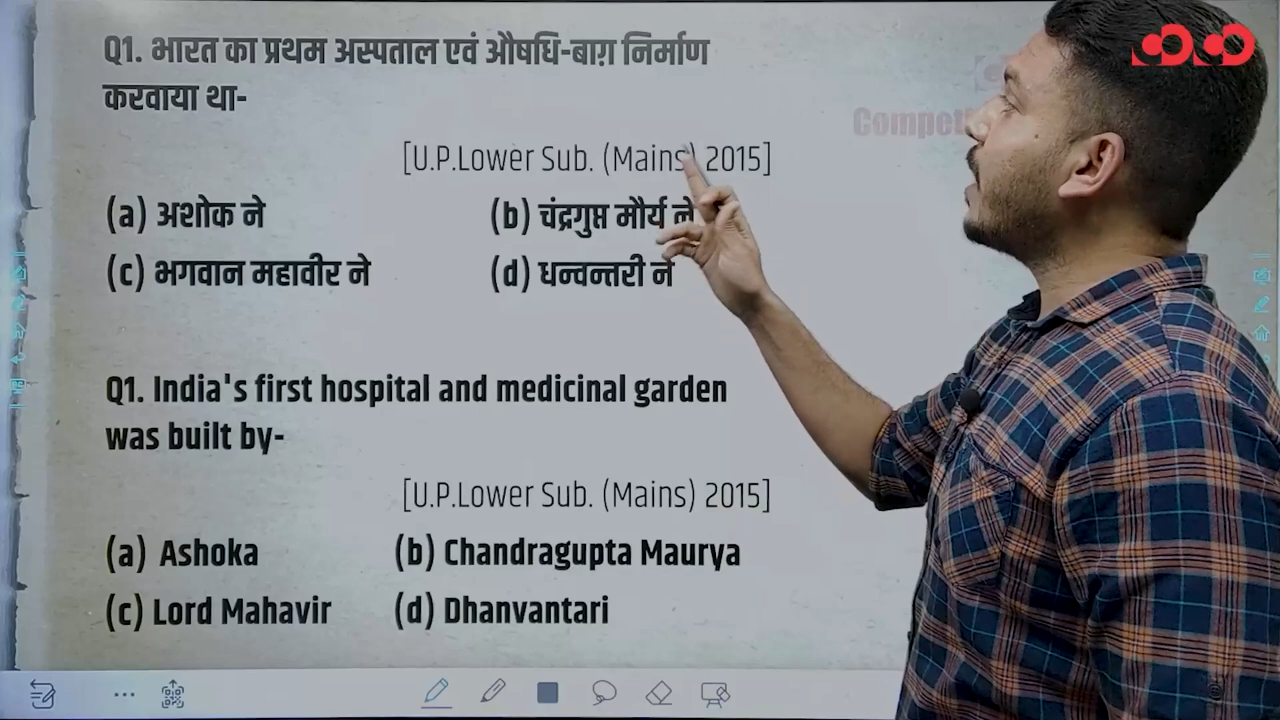 Q1. भारत का प्रथम अस्पताल एवं औषधि-बाग़ निर्माण
करवाया था-
[U.P.Lower Sub. (Mains) 2015]
(a) अशोक ने (b) चंद्रगुप्त मौर्य ने
(c) भगवान महावीर ने (d) धन्वन्तरी ने
Q1. India's first hospital and medicinal garden
was built by-
[U.P.Lower Sub. (Mains) 2015]
(a) Ashoka (b) Chandragupta Maurya
(c) Lord Mahavir (d) Dhanvantari